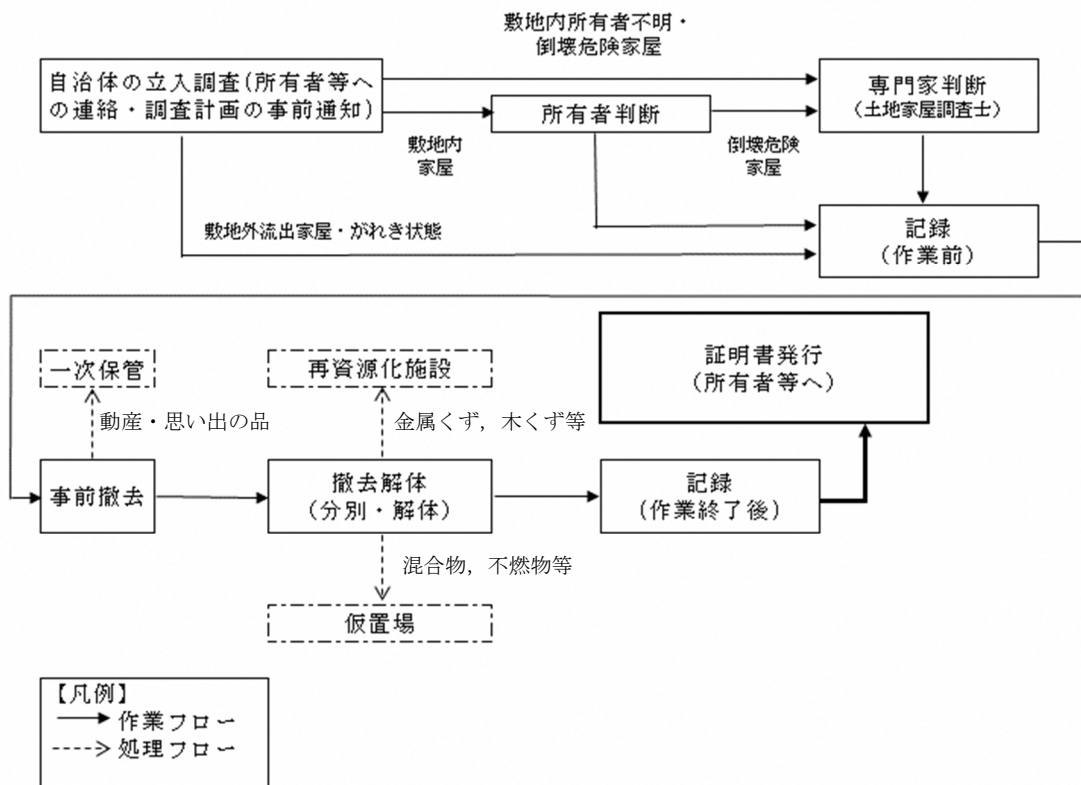 敷地内所有者不明・
倒壊危険家屋
自治体の立入調査(所有者等へ
の連絡・調査計画の事前通知)
所有者判断
専門家判断
(土地家屋調査士)
敷地内
家屋
倒壊危険
家屋
敷地外流出家屋・がれき状態
記録
(作業前)
一次保管
再資源化施設
証明書発行
(所有者等へ)
動産・思い出の品
金属くず，木くず等
事前撤去
撤去解体
(分別・解体)
記録
(作業終了後)
混合物，不燃物等
仮置場
【凡例】
作業フロー
処理フロー